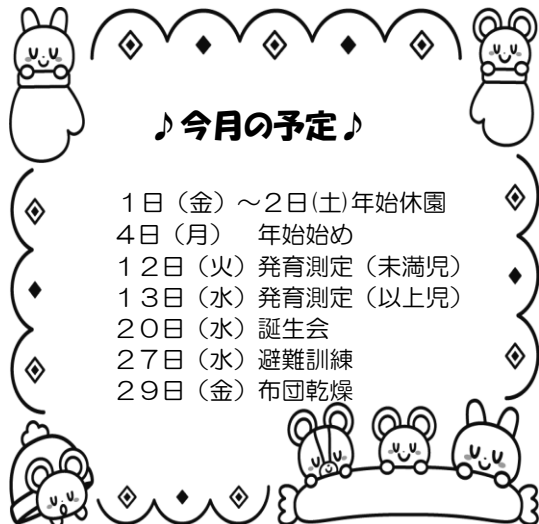 ♪今月の予定♪
１日（金）～２日(土)年始休園
４日（月）　年始始め
１２日（火）発育測定（未満児）
１３日（水）発育測定（以上児）
２０日（水）誕生会
２７日（水）避難訓練
２９日（金）布団乾燥